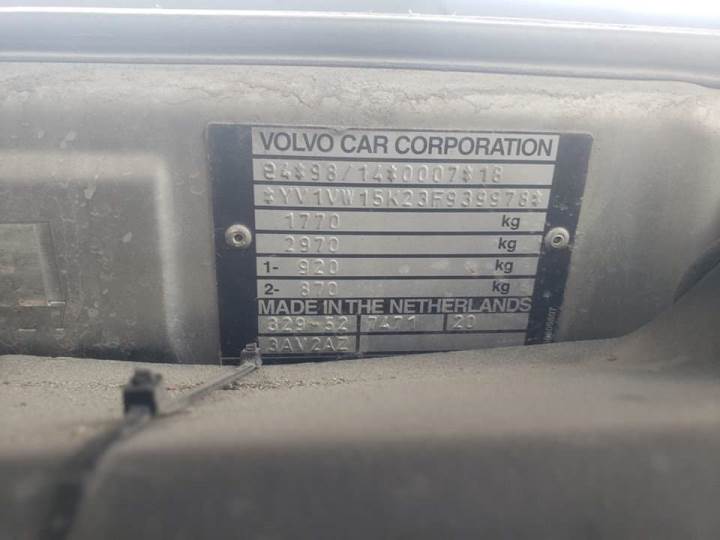 VOLVO CAR CORPORATION
e4*98/14*0007*18
*YV1VW15K23F939978*
1770 kg
2970 kg
1- 920 kg
2- 870 kg
MADE IN THE NETHERLANDS
329-52 7471 20
3AV2AZ